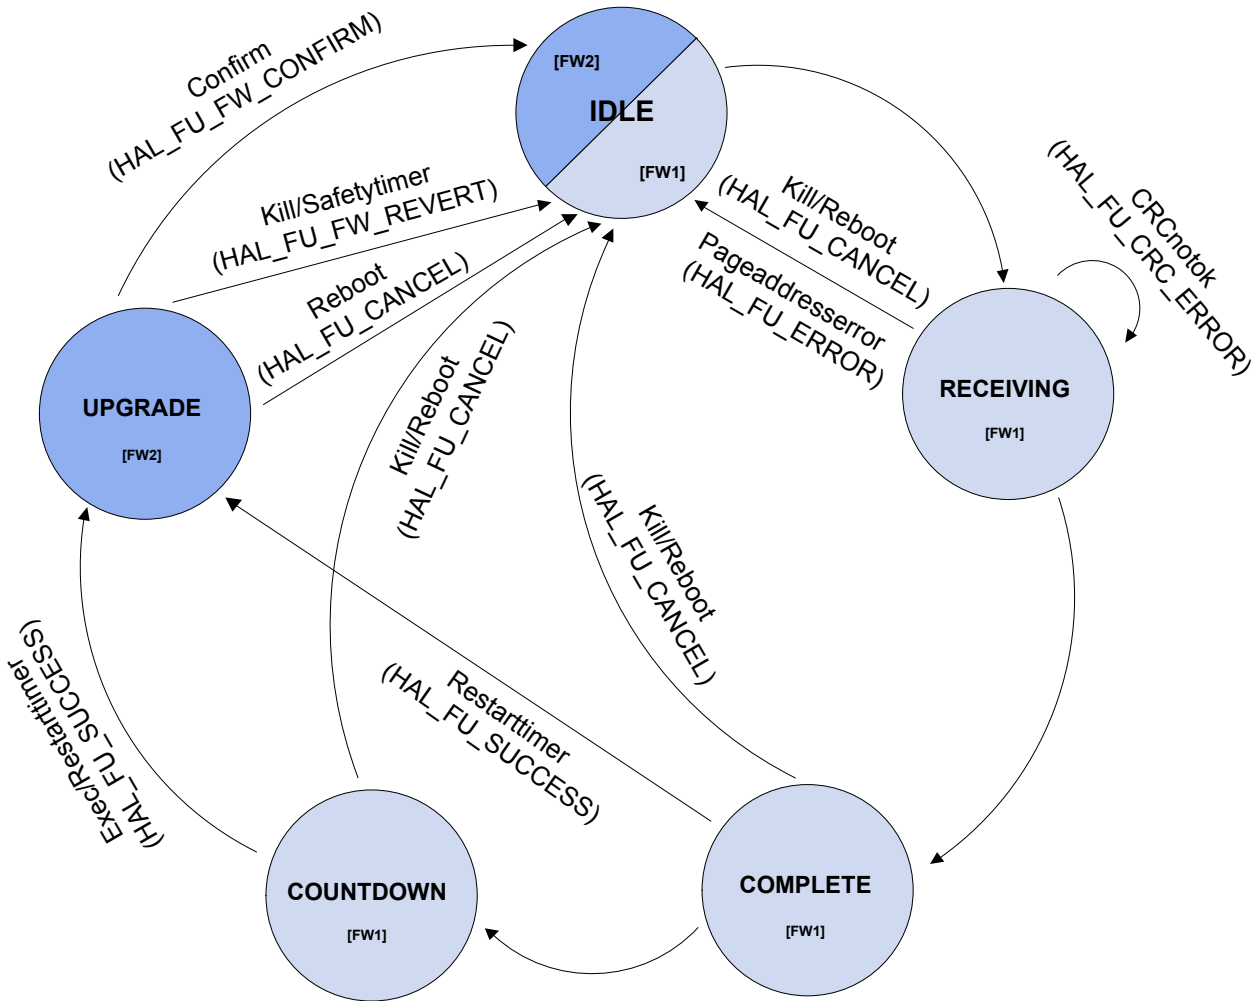 Confirm
(HAL_FU_FW_CONFIRM)
[FW2]
IDLE
[FW1]
Kill/Safetytimer
(HAL_FU_FW_REVERT)
Reboot
(HAL_FU_CANCEL)
Kill/Reboot
(HAL_FU_CANCEL)
Pageaddresserror
(HAL_FU_ERROR)
CRCnotok
(HAL_FU_CRC_ERROR)
UPGRADE
[FW2]
RECEIVING
[FW1]
Kill/Reboot
(HAL_FU_CANCEL)
Kill/Reboot
(HAL_FU_CANCEL)
Exec/Restarttimer
(HAL_FU_SUCCESS)
Restarttimer
(HAL_FU_SUCCESS)
COUNTDOWN
[FW1]
COMPLETE
[FW1]